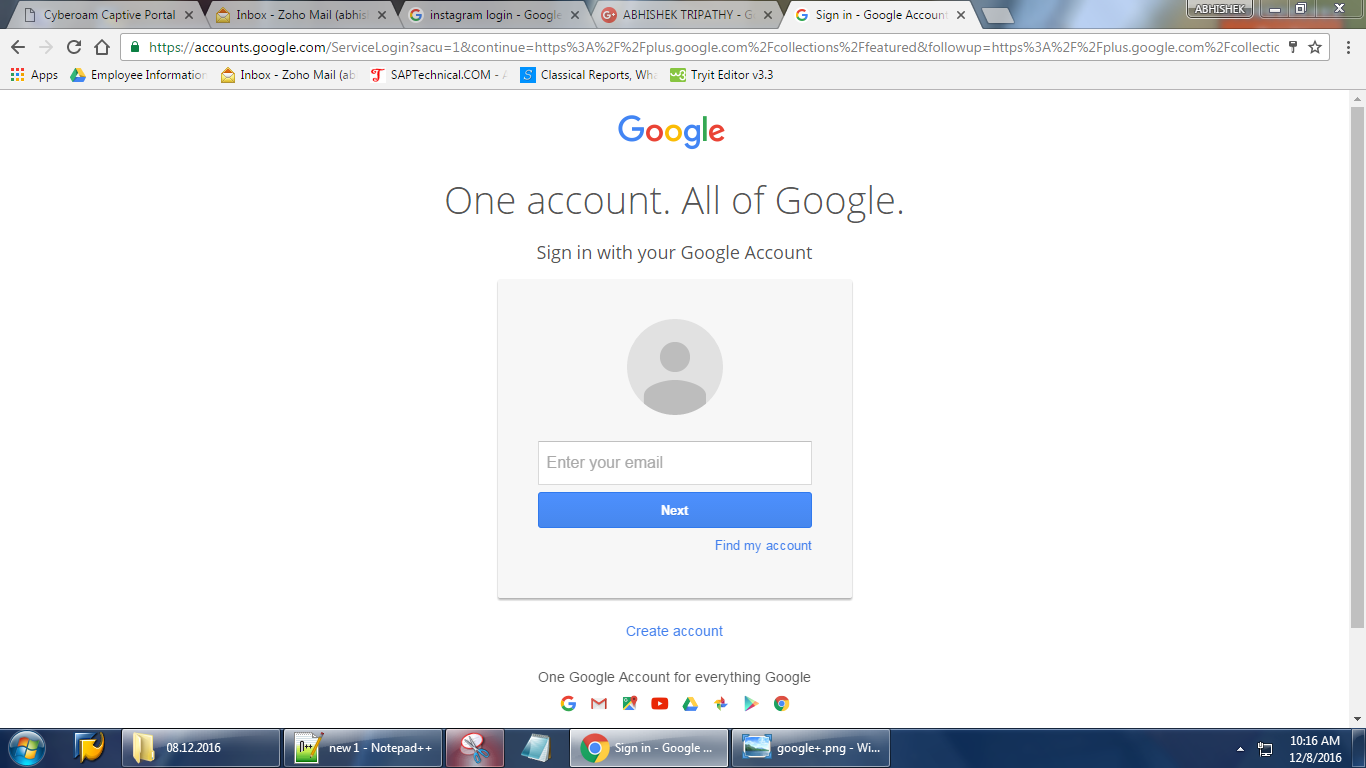 Cyberoam Captive Portal
Inbox - Zoho Mail (abhis
instagram login - Google
ABHISHEK TRIPATHY - G
Sign in - Google Account
ABHISHEK
https://accounts.google.com/ServiceLogin?sacu=1&continue=https%3A%2F%2Fplus.google.com%2Fcollections%2Ffeatured&followup=https%3A%2F%2Fplus.google.com%2Fcollectic
Apps
Employee Information
Inbox - Zoho Mail (ab
SAPTechnical.COM - A
Classical Reports, Wha
Tryit Editor v3.3
Google
One account. All of Google.
Sign in with your Google Account
Enter your email
Next
Find my account
Create account
One Google Account for everything Google
08.12.2016
new 1 - Notepad++
Sign in - Google ...
google+.png - Wi...
10:16 AM
12/8/2016